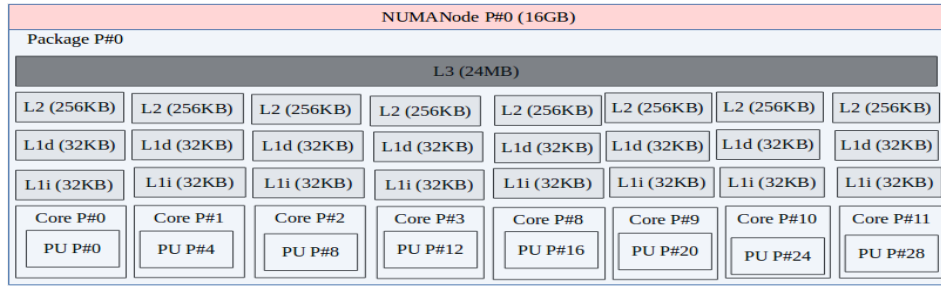 NUMANode P#0 (16GB)
Package P#0
L3 (24MB)
L2 (256KB) L2 (256KB) L2 (256KB) L2 (256KB) L2 (256KB) L2 (256KB) L2 (256KB) L2 (256KB)
L1d (32KB) L1d (32KB) L1d (32KB) L1d (32KB) L1d (32KB) L1d (32KB) L1d (32KB) L1d (32KB)
L1i (32KB) L1i (32KB) L1i (32KB) L1i (32KB) L1i (32KB) L1i (32KB) L1i (32KB) L1i (32KB)
Core P#0 Core P#1 Core P#2 Core P#3 Core P#8 Core P#9 Core P#10 Core P#11
PU P#0 PU P#4 PU P#8 PU P#12 PU P#16 PU P#20 PU P#24 PU P#28